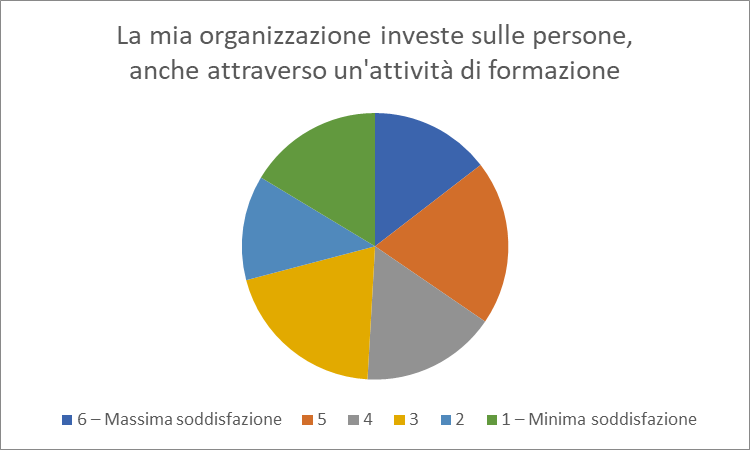 La mia organizzazione investe sulle persone,
anche attraverso un'attività di formazione
6 – Massima soddisfazione 5 4 3 2 1 – Minima soddisfazione